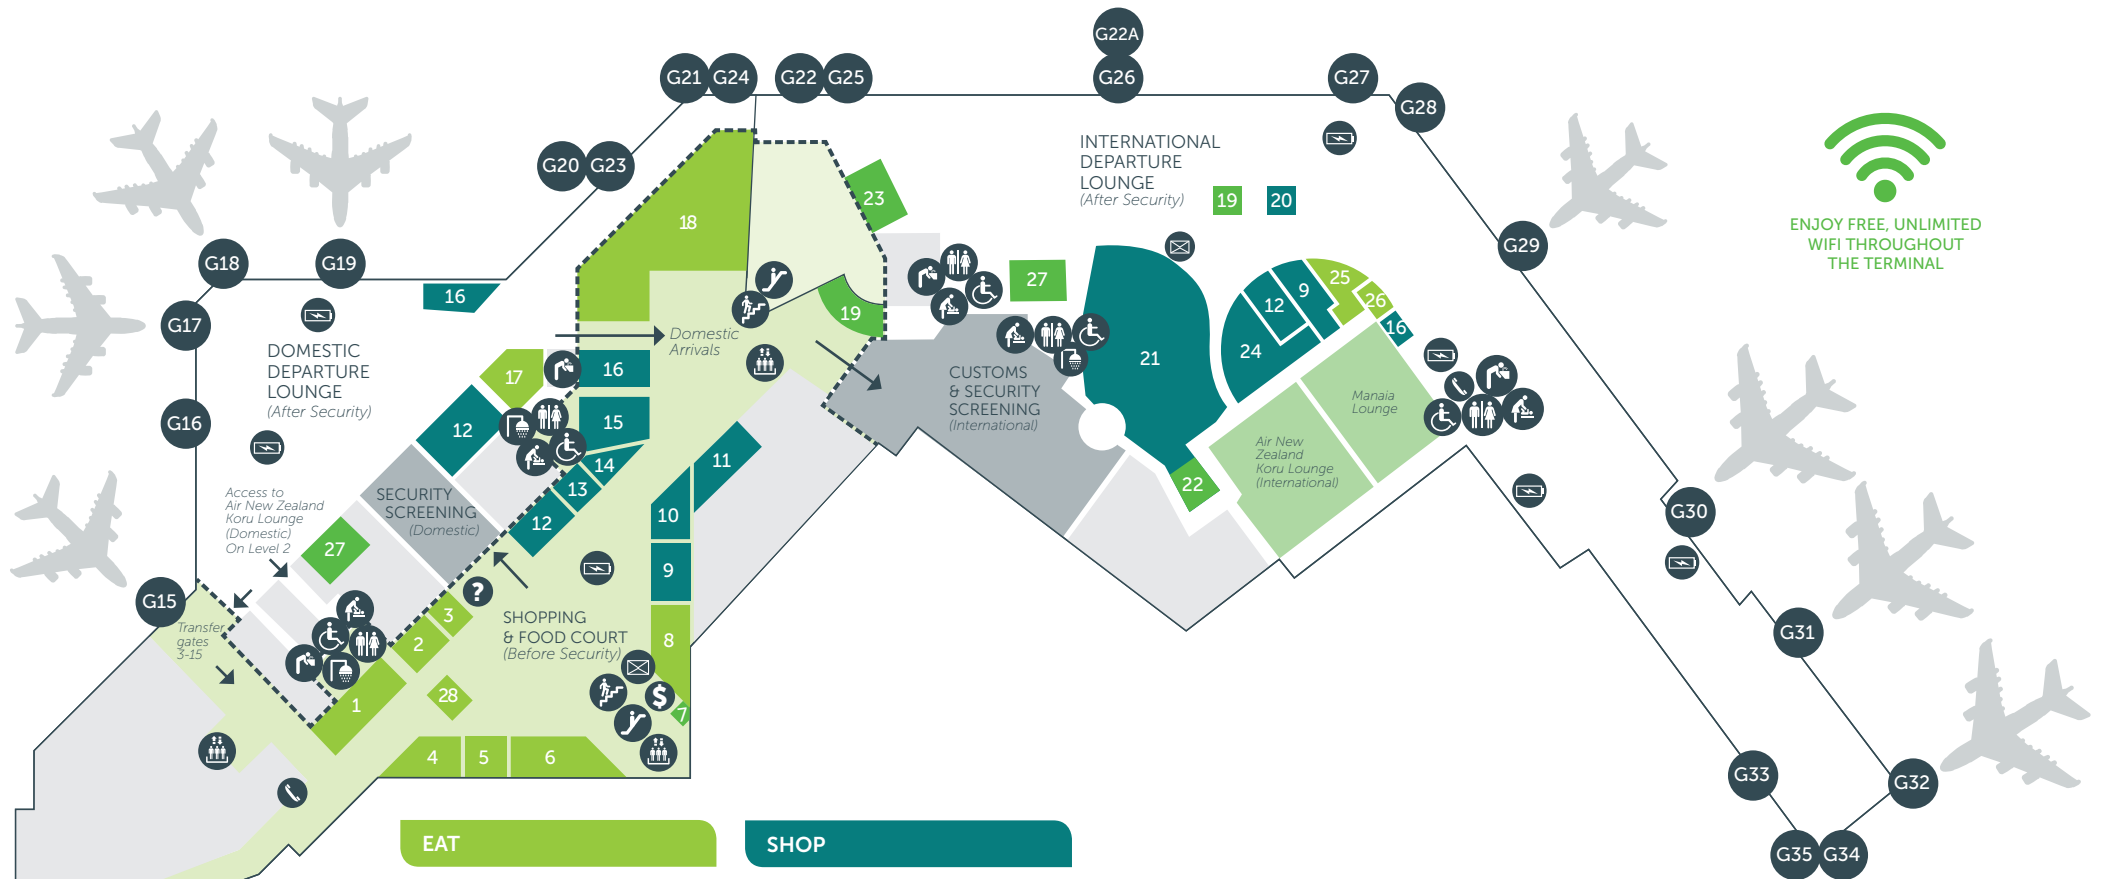 G22A
G21
G24
G22
G25
G26
G27
G28
INTERNATIONAL
DEPARTURE
LOUNGE
(After Security)
19
20
ENJOY FREE, UNLIMITED
WIFI THROUGHOUT
THE TERMINAL
G20
G23
18
23
G18
G19
G29
16
27
19
G17
DOMESTIC
DEPARTURE
LOUNGE
(After Security)
Domestic
Arrivals
21
24
12
9
25
26
16
17
16
CUSTOMS
& SECURITY
SCREENING
(International)
Manaia
Lounge
G16
12
15
14
13
12
11
10
9
Air New
Zealand
Koru Lounge
(International)
22
Access to
Air New Zealand
Koru Lounge
(Domestic)
On Level 2
SECURITY
SCREENING
(Domestic)
27
G30
G15
Transfer
gates
3-15
?
3
2
1
28
SHOPPING
& FOOD COURT
(Before Security)
8
$
7
G31
4
5
6
G33
G32
EAT
SHOP
G35
G34